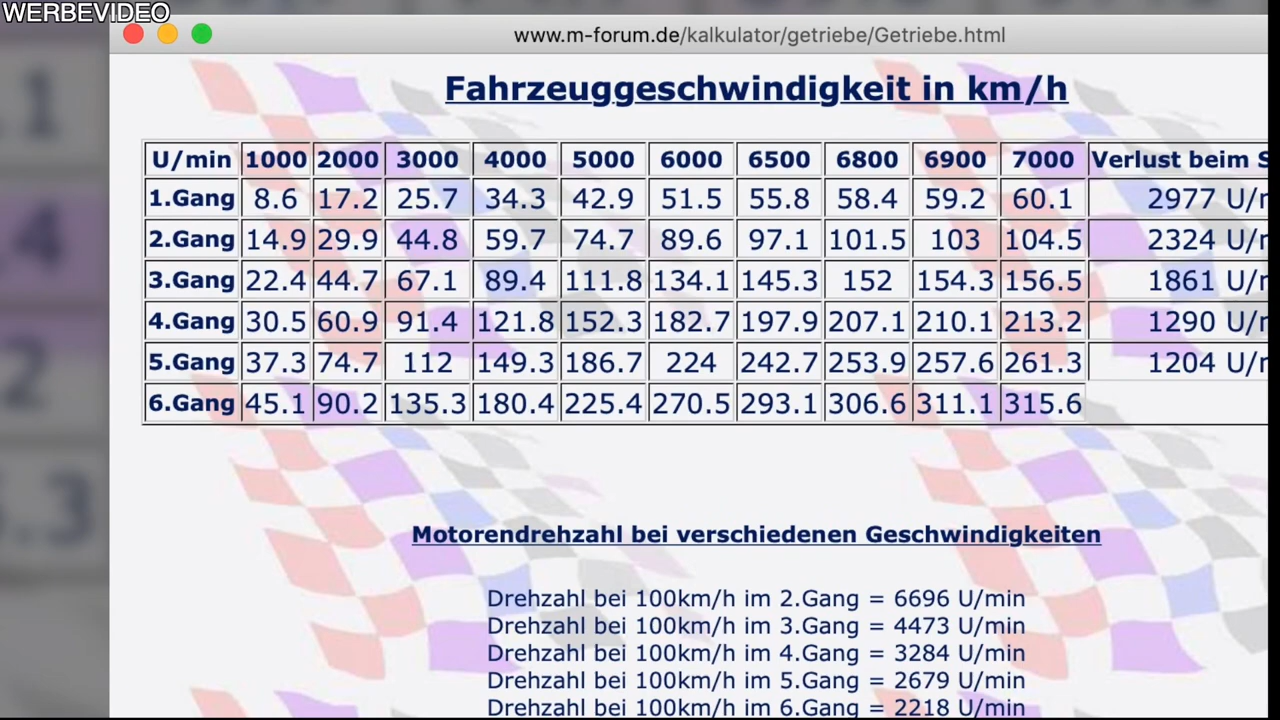 WERBEVIDEO
www.m-forum.de/kalkulator/getriebe/Getriebe.html
Fahrzeuggeschwindigkeit in km/h
U/min 1000 2000 3000 4000 5000 6000 6500 6800 6900 7000 Verlust beim
1.Gang 8.6 17.2 25.7 34.3 42.9 51.5 55.8 58.4 59.2 60.1 2977
2.Gang 14.9 29.9 44.8 59.7 74.7 89.6 97.1 101.5 103 104.5 2324
3.Gang 22.4 44.7 67.1 89.4 111.8 134.1 145.3 152 154.3 156.5 1861
4.Gang 30.5 60.9 91.4 121.8 152.3 182.7 197.9 207.1 210.1 213.2 1290
5.Gang 37.3 74.7 112 149.3 186.7 224 242.7 253.9 257.6 261.3 1204
6.Gang 45.1 90.2 135.3 180.4 225.4 270.5 293.1 306.6 311.1 315.6
Motorendrehzahl bei verschiedenen Geschwindigkeiten
Drehzahl bei 100km/h im 2.Gang = 6696 U/min
Drehzahl bei 100km/h im 3.Gang = 4473 U/min
Drehzahl bei 100km/h im 4.Gang = 3284 U/min
Drehzahl bei 100km/h im 5.Gang = 2679 U/min
Drehzahl bei 100km/h im 6.Gang = 2218 U/min